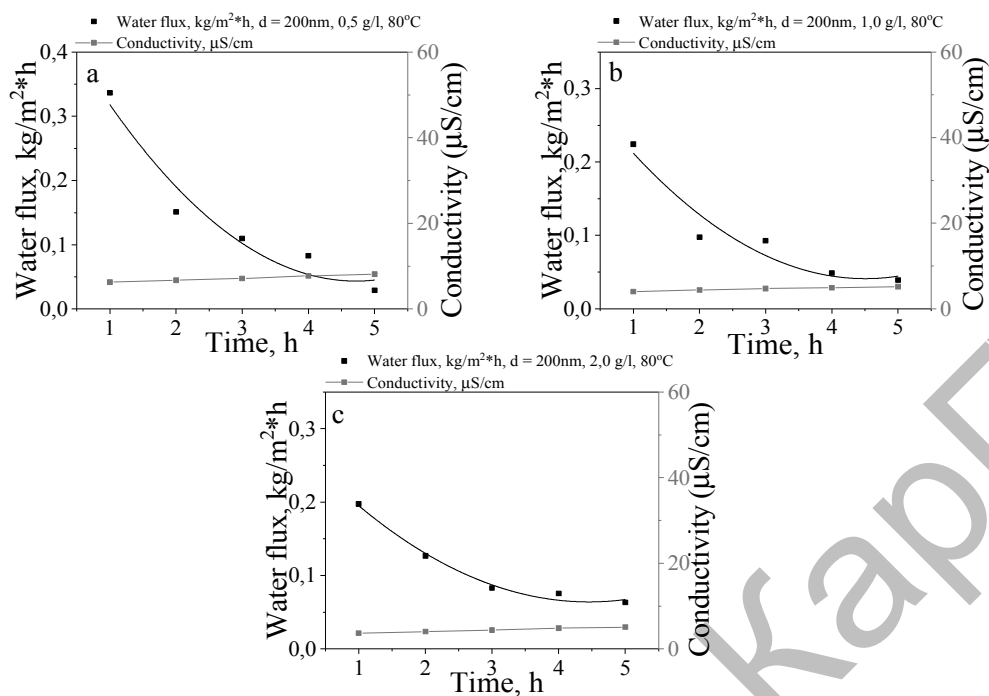 Water flux, kg/m²*h, d = 200nm, 0,5 g/l, 80°C
Conductivity, µS/cm
a
Water flux, kg/m²*h
0,4
0,3
0,2
0,1
0,0
1 2 3 4 5
Time, h
60
40
20
0
Conductivity (µS/cm)
Water flux, kg/m²*h, d = 200nm, 1,0 g/l, 80°C
Conductivity, µS/cm
b
Water flux, kg/m²*h
0,3
0,2
0,1
0,0
1 2 3 4 5
Time, h
60
40
20
0
Conductivity (µS/cm)
Water flux, kg/m²*h, d = 200nm, 2,0 g/l, 80°C
Conductivity, µS/cm
c
Water flux, kg/m²*h
0,3
0,2
0,1
0,0
1 2 3 4 5
Time, h
60
40
20
0
Conductivity (µS/cm)